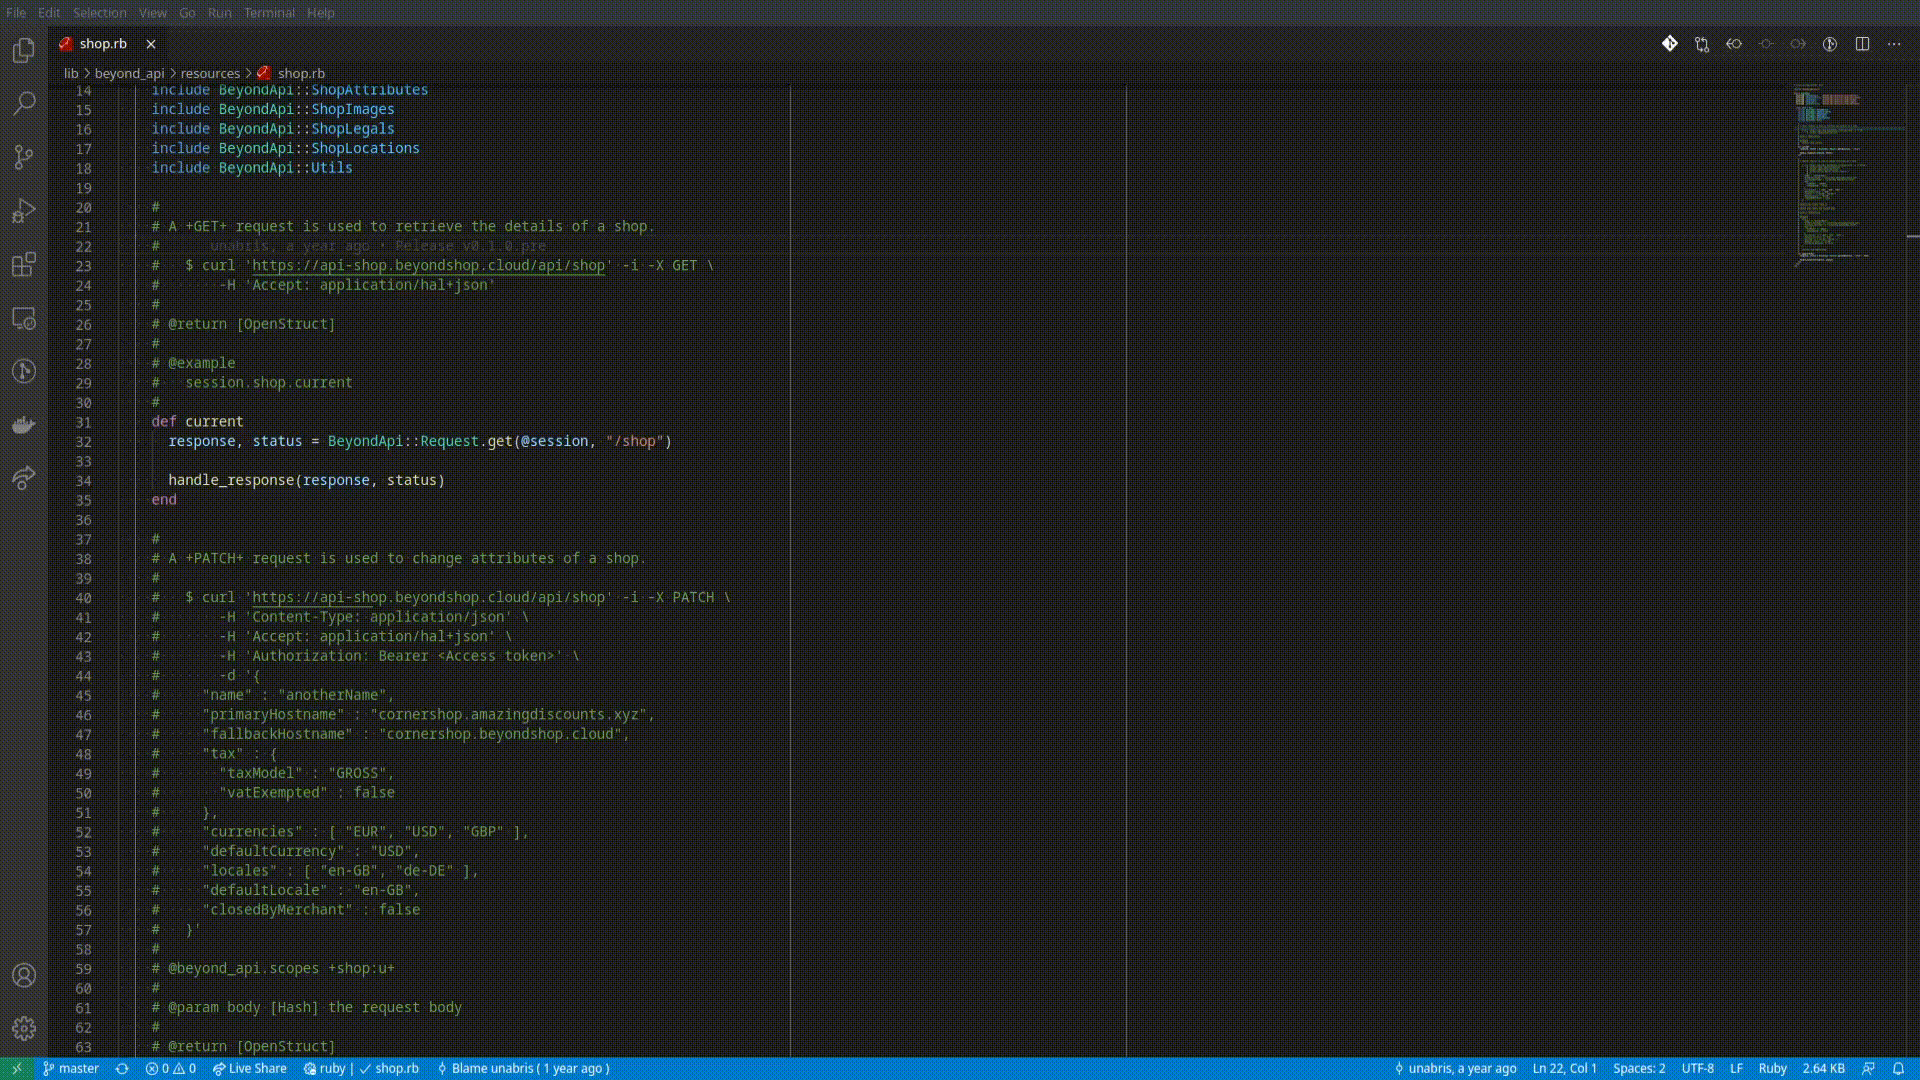 File Edit Selection View Go Run Terminal Help
shop.rb
lib > beyond_api > resources > shop.rb
14 include BeyondApi::ShopAttributes
15 include BeyondApi::ShopImages
16 include BeyondApi::ShopLegals
17 include BeyondApi::ShopLocations
18 include BeyondApi::Utils
19
20 #
21 # A +GET+ request is used to retrieve the details of a shop.
22 #      unabris, a year ago • Release v0.1.0.pre
23 #   $ curl 'https://api-shop.beyondshop.cloud/api/shop' -i -X GET \
24 #       -H 'Accept: application/hal+json'
25 #
26 # @return [OpenStruct]
27 #
28 # @example
29 #   session.shop.current
30 #
31 def current
32   response, status = BeyondApi::Request.get(@session, "/shop")
33
34   handle_response(response, status)
35 end
36
37 #
38 # A +PATCH+ request is used to change attributes of a shop.
39 #
40 #   $ curl 'https://api-shop.beyondshop.cloud/api/shop' -i -X PATCH \
41 #       -H 'Content-Type: application/json' \
42 #       -H 'Accept: application/hal+json' \
43 #       -H 'Authorization: Bearer <Access token>' \
44 #       -d '{
45 #     "name" : "anotherName",
46 #     "primaryHostname" : "cornershop.amazingdiscounts.xyz",
47 #     "fallbackHostname" : "cornershop.beyondshop.cloud",
48 #     "tax" : {
49 #       "taxModel" : "GROSS",
50 #       "vatExempted" : false
51 #     },
52 #     "currencies" : [ "EUR", "USD", "GBP" ],
53 #     "defaultCurrency" : "USD",
54 #     "locales" : [ "en-GB", "de-DE" ],
55 #     "defaultLocale" : "en-GB",
56 #     "closedByMerchant" : false
57 #   }'
58 #
59 # @beyond_api.scopes +shop:u+
60 #
61 # @param body [Hash] the request body
62 #
63 # @return [OpenStruct]
master 0 0 Live Share ruby | ✓ shop.rb Blame unabris ( 1 year ago ) unabris, a year ago Ln 22, Col 1 Spaces: 2 UTF-8 LF Ruby 2.64 KB